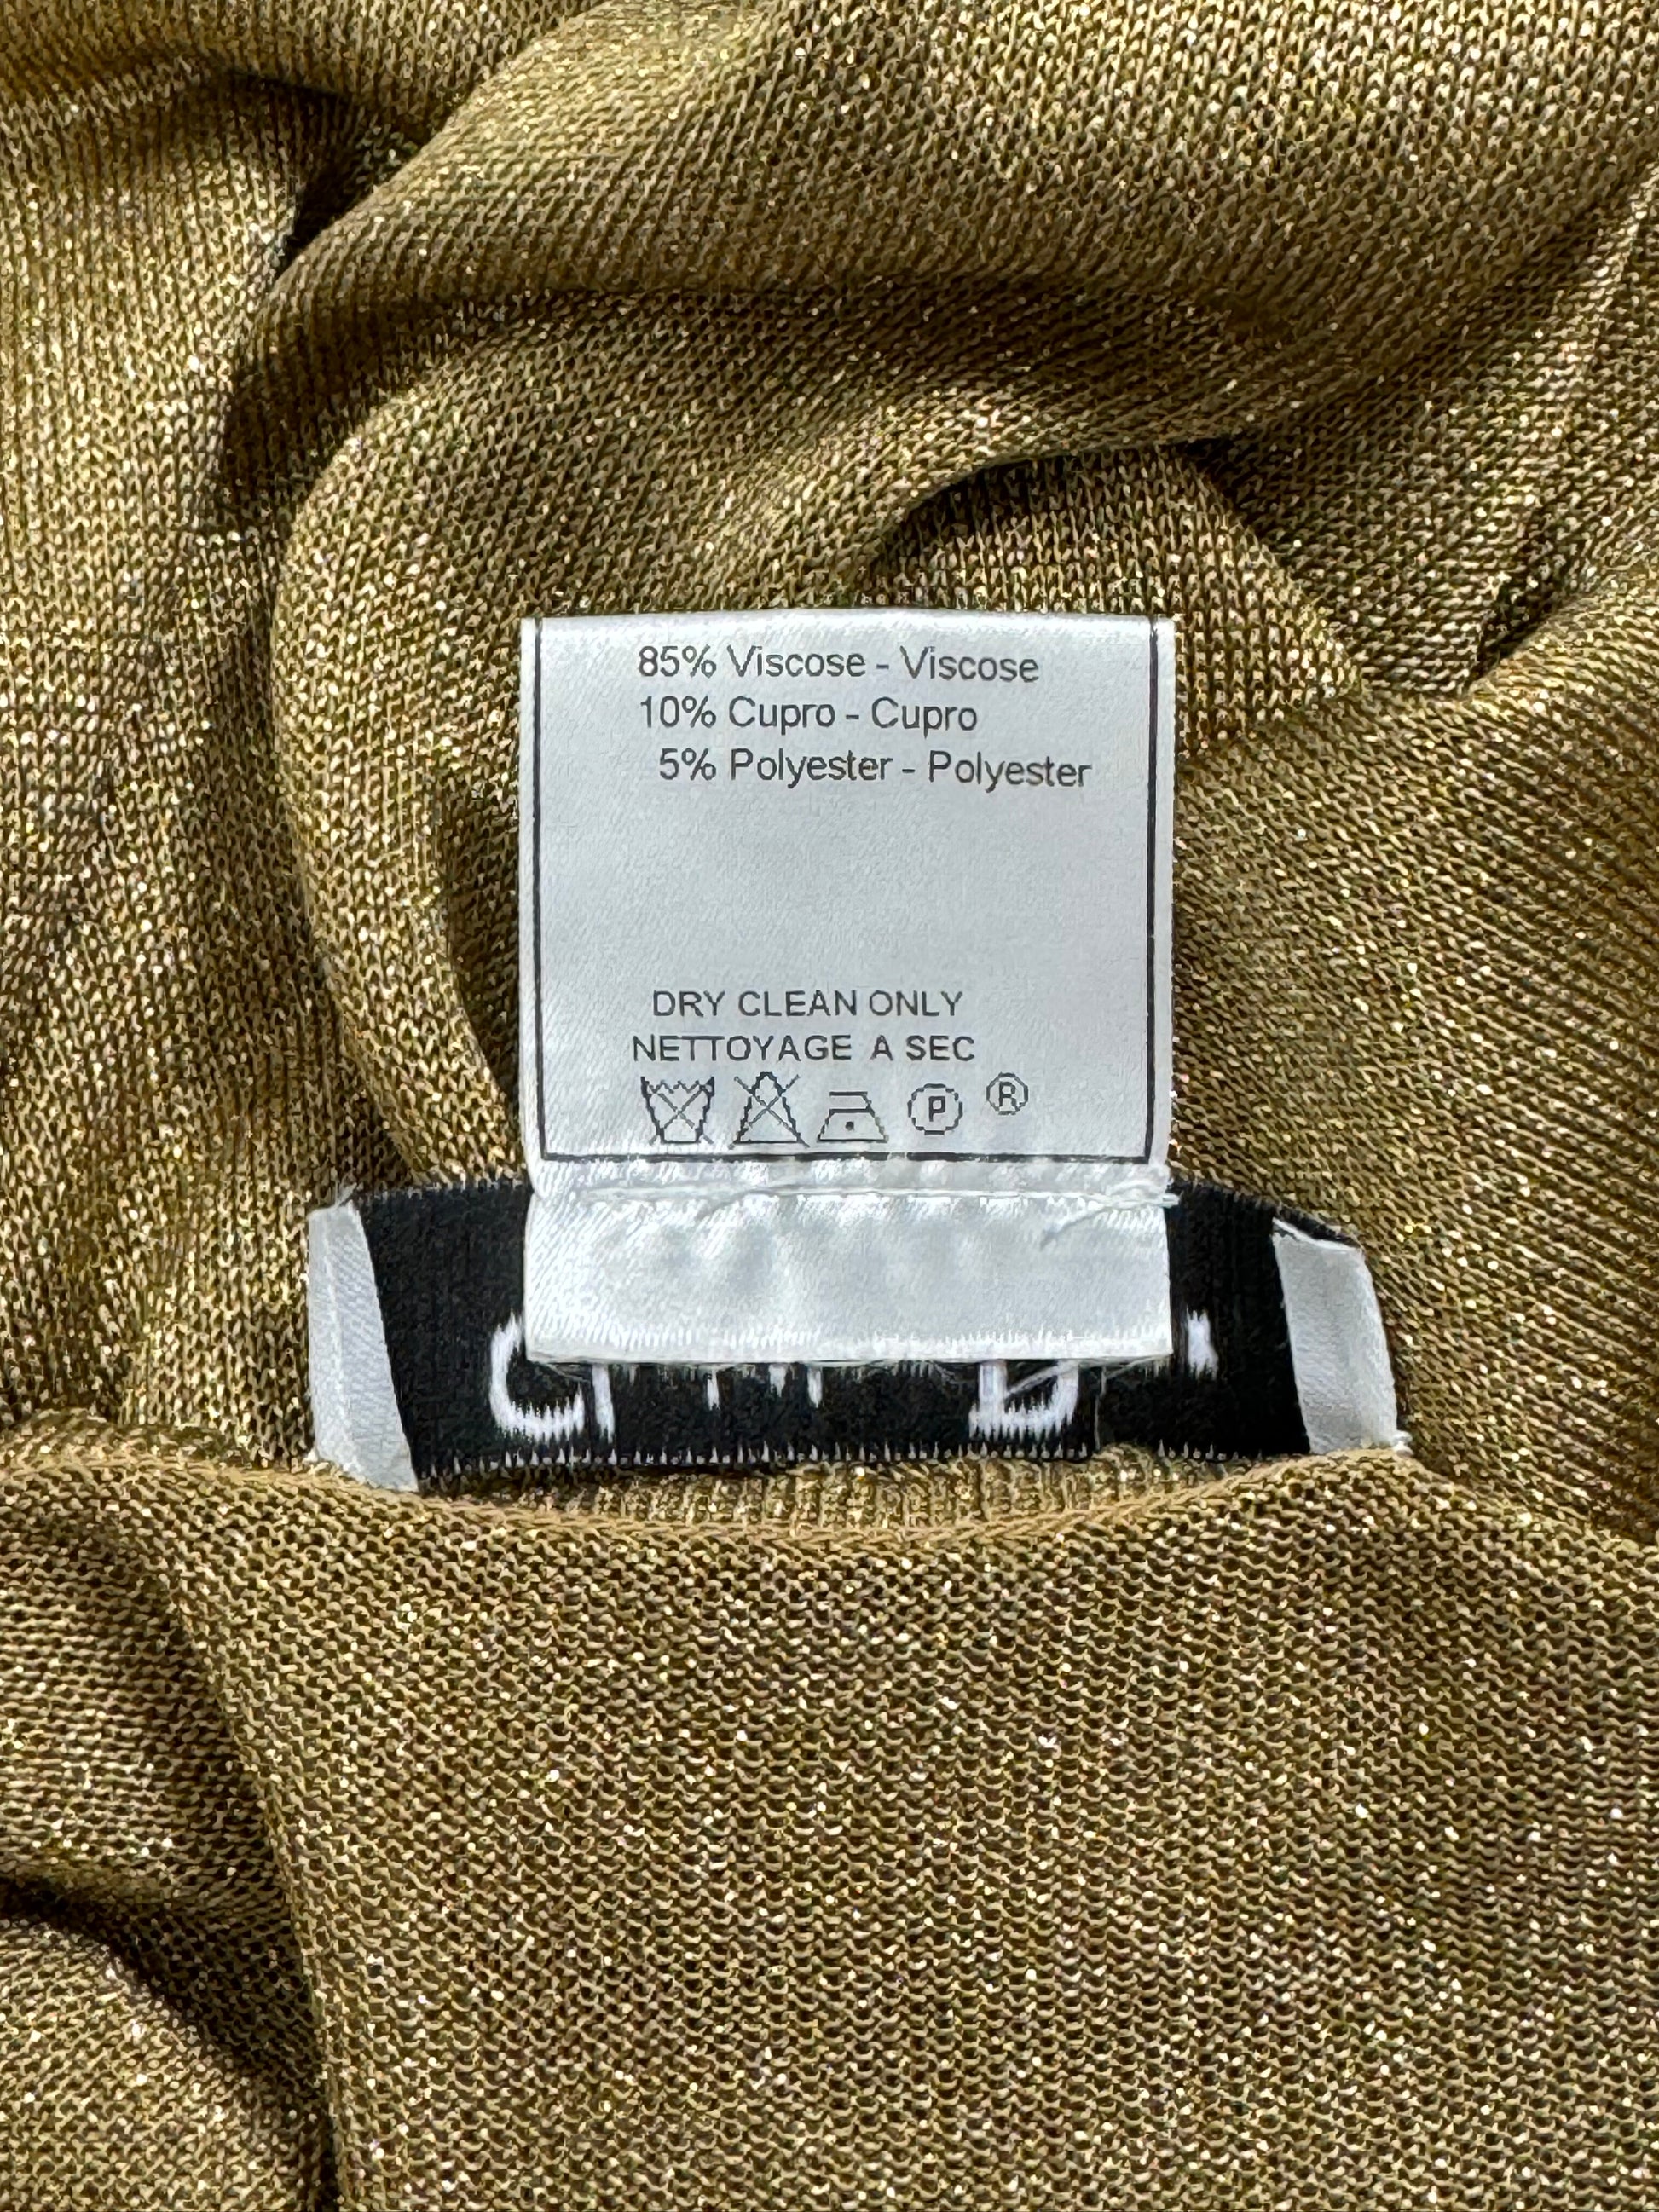 85% Viscose - Viscose
10% Cupro - Cupro
5% Polyester - Polyester
DRY CLEAN ONLY
NETTOYAGE A SEC
P ®